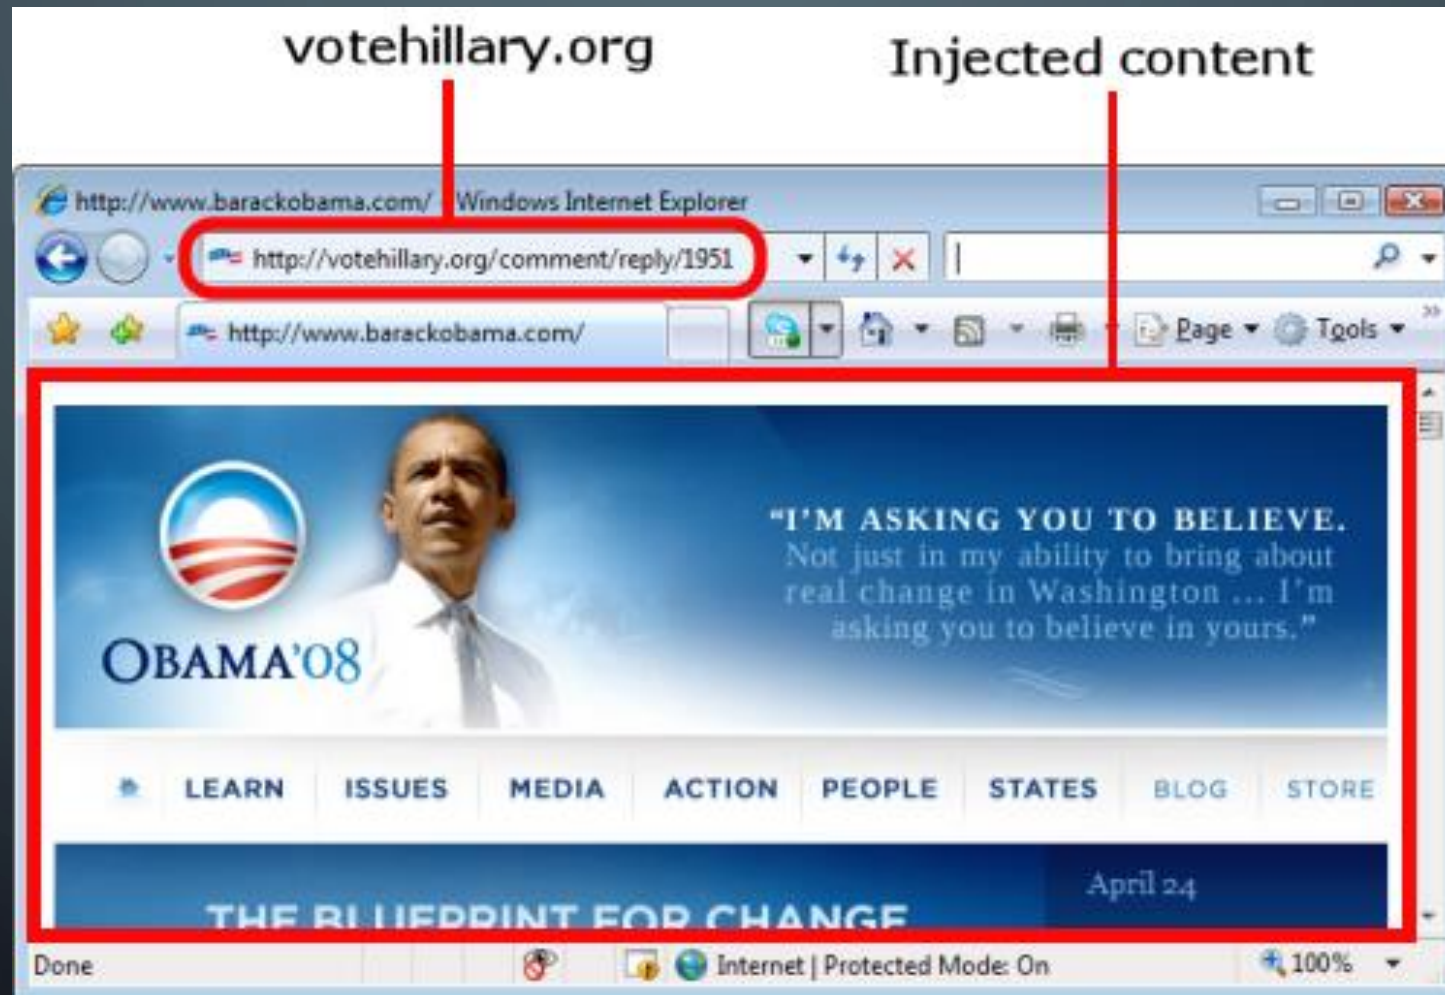 votehillary.org
Injected content
http://www.barackobama.com/ - Windows Internet Explorer
http://votehillary.org/comment/reply/1951
http://www.barackobama.com/
Page
Tools
“I’M ASKING YOU TO BELIEVE.
Not just in my ability to bring about
real change in Washington ... I’m
asking you to believe in yours.”
OBAMA’08
LEARN ISSUES MEDIA ACTION PEOPLE STATES BLOG STORE
April 24
THE BLUEPRINT FOR CHANGE
Done
Internet | Protected Mode: On
100%